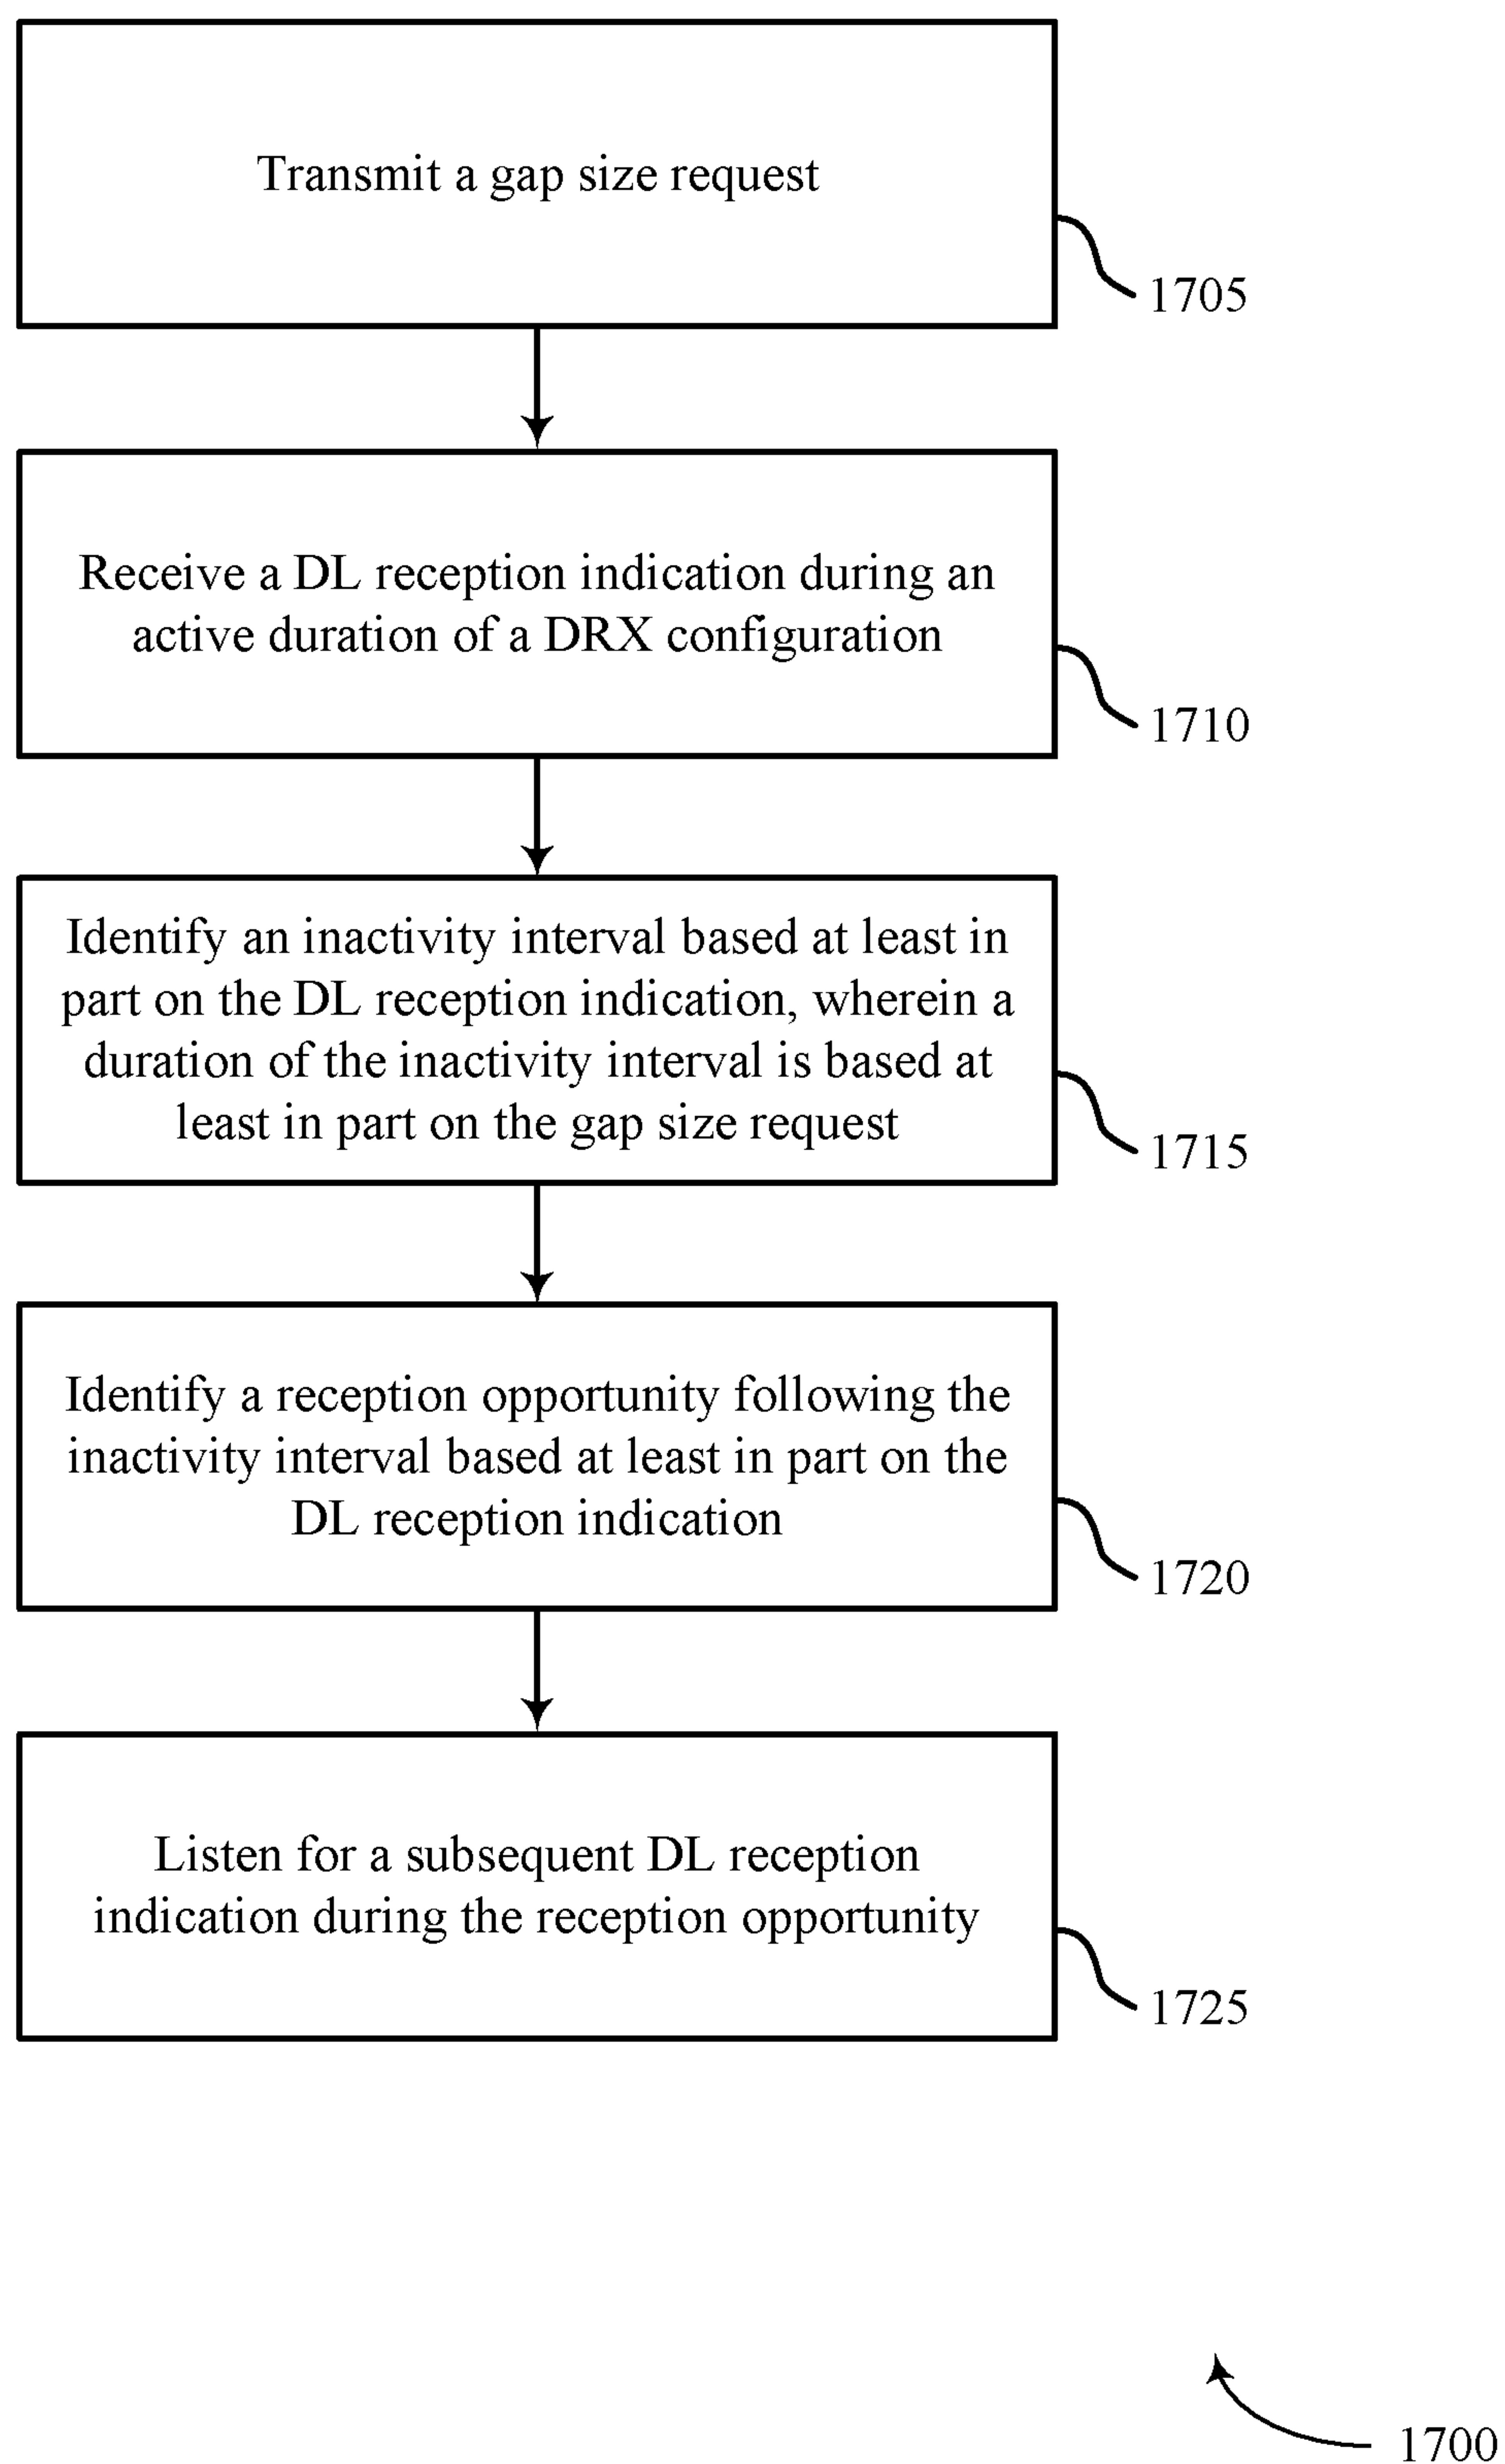 Transmit a gap size request
1705
Receive a DL reception indication during an
active duration of a DRX configuration
1710
Identify an inactivity interval based at least in
part on the DL reception indication, wherein a
duration of the inactivity interval is based at
least in part on the gap size request
1715
Identify a reception opportunity following the
inactivity interval based at least in part on the
DL reception indication
1720
Listen for a subsequent DL reception
indication during the reception opportunity
1725
1700